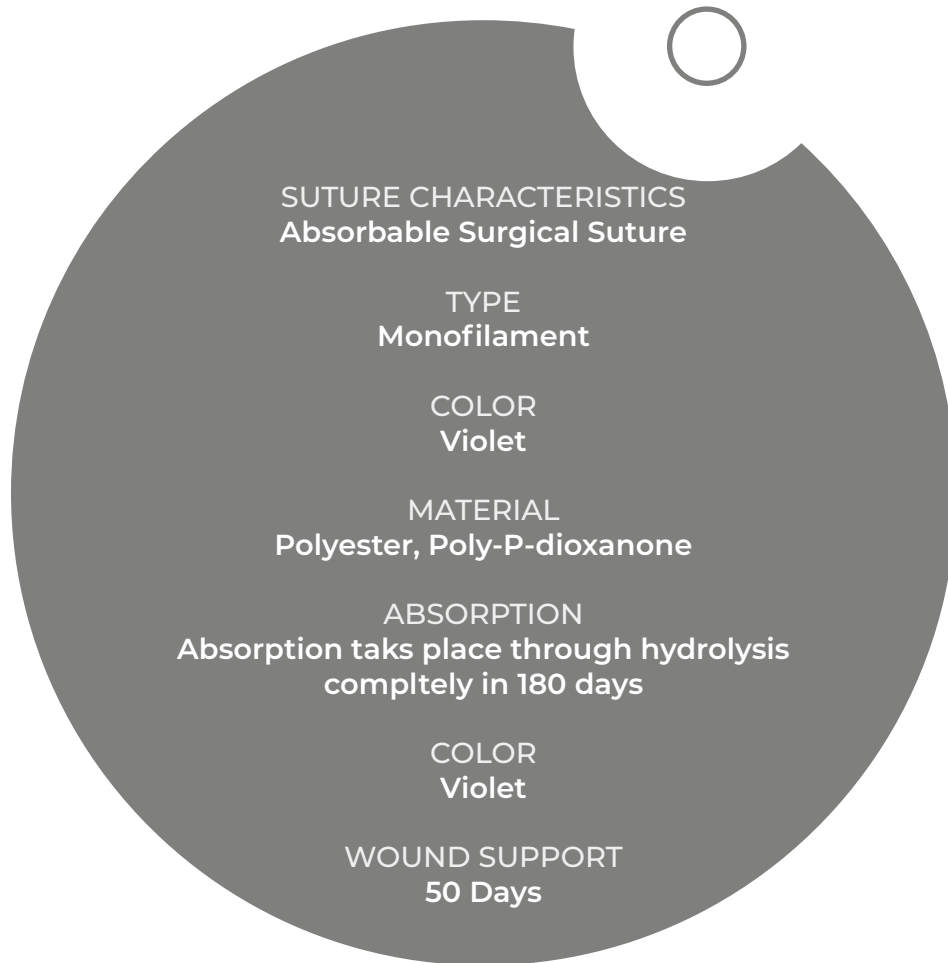 SUTURE CHARACTERISTICS
Absorbable Surgical Suture
TYPE
Monofilament
COLOR
Violet
MATERIAL
Polyester, Poly-P-dioxanone
ABSORPTION
Absorption taks place through hydrolysis
compltely in 180 days
COLOR
Violet
WOUND SUPPORT
50 Days